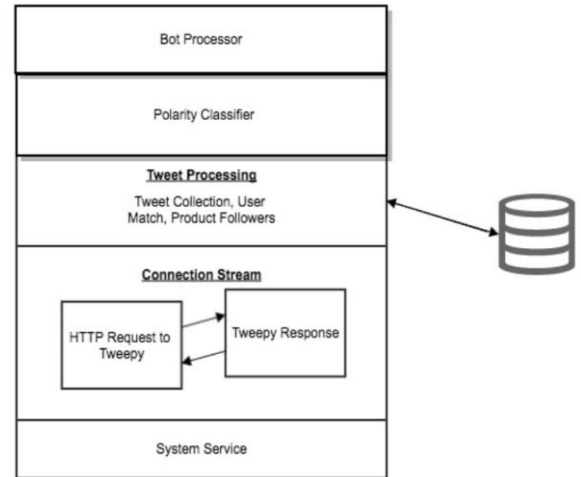 Bot Processor
Polarity Classifier
Tweet Processing
Tweet Collection, User
Match, Product Followers
Connection Stream
HTTP Request to
Tweepy
Tweepy Response
System Service